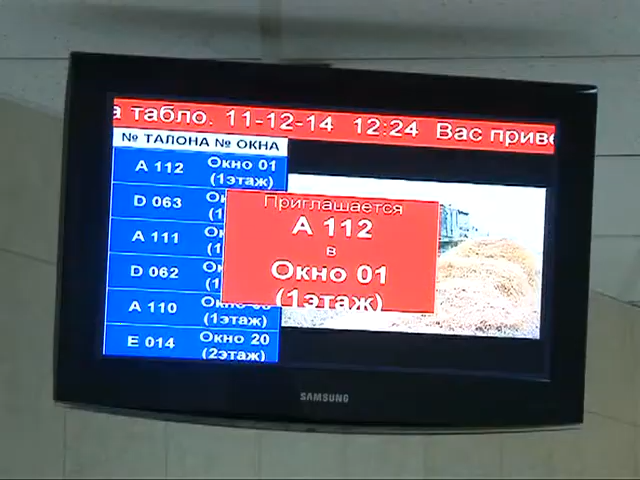 а табло. 11-12-14 12:24 Вас приве
№ ТАЛОНА № ОКНА
A 112 Окно 01
(1этаж)
D 063
A 111
D 062
A 110
(1этаж)
E 014 Окно 20
(2этаж)
Приглашается
A 112
в
Окно 01
(1этаж)
SAMSUNG